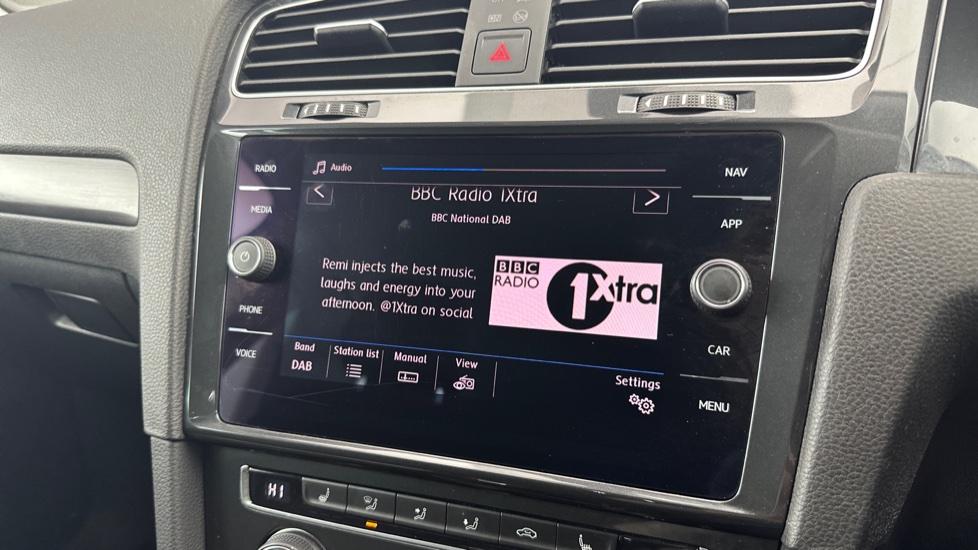 ON
RADIO
MEDIA
PHONE
VOICE
Audio
BBC Radio 1Xtra
BBC National DAB
Remi injects the best music,
laughs and energy into your
afternoon. @1Xtra on social
BBC
RADIO
1Xtra
Band
DAB
Station list
Manual
View
Settings
NAV
APP
CAR
MENU
HI